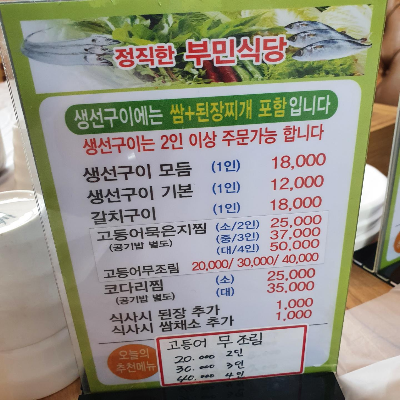 정직한 부민식당
생선구이에는 쌈+된장찌개 포함입니다
생선구이는 2인 이상 주문가능 합니다
생선구이 모듬 (1인) 18,000
생선구이 기본 (1인) 12,000
갈치구이 (1인) 18,000
고등어묵은지찜 (소/2인) 25,000
(공기밥 별도) (중/3인) 37,000
(대/4인) 50,000
고등어무조림 20,000/ 30,000/ 40,000
코다리찜 (소) 25,000
(공기밥 별도) (대) 35,000
식사시 된장 추가 1,000
식사시 쌈채소 추가 1,000
오늘의 추천메뉴
고등어 무 조림
20.000 2인
30.000 3인
40.000 4인